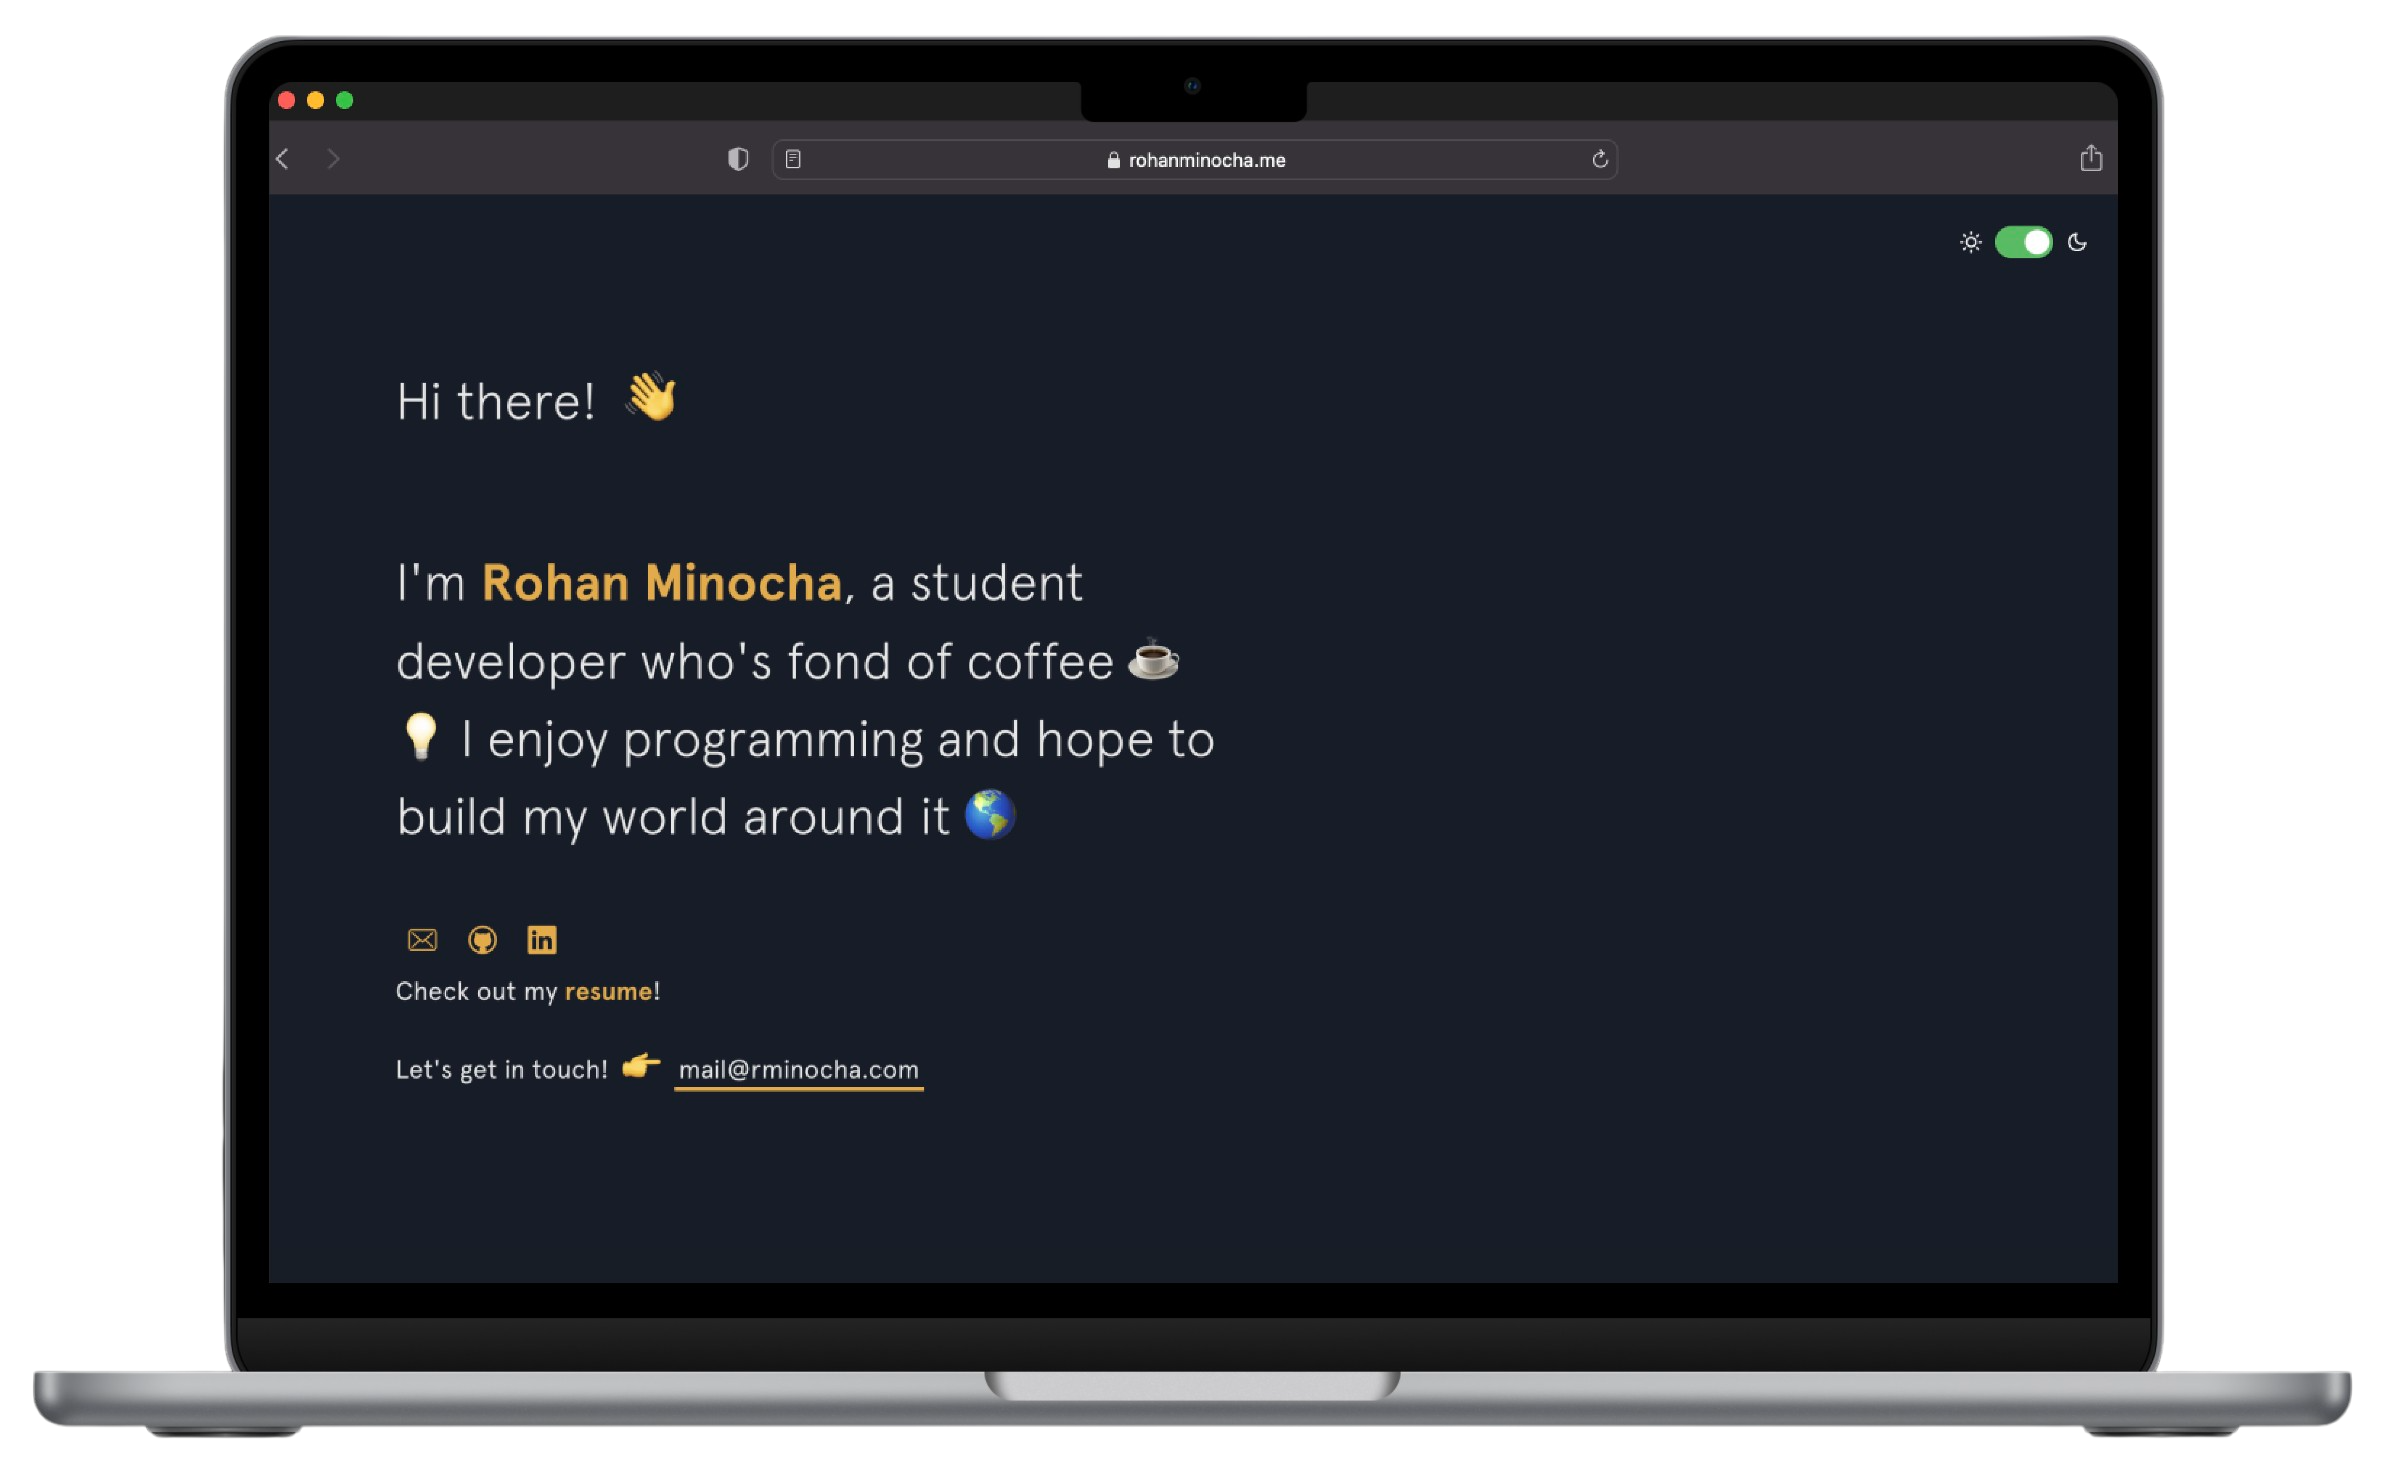 rohanminocha.me
Hi there! 👋
I'm Rohan Minocha, a student
developer who's fond of coffee ☕
💡 I enjoy programming and hope to
build my world around it 🌎
in
Check out my resume!
Let's get in touch! 👉 mail@rminocha.com